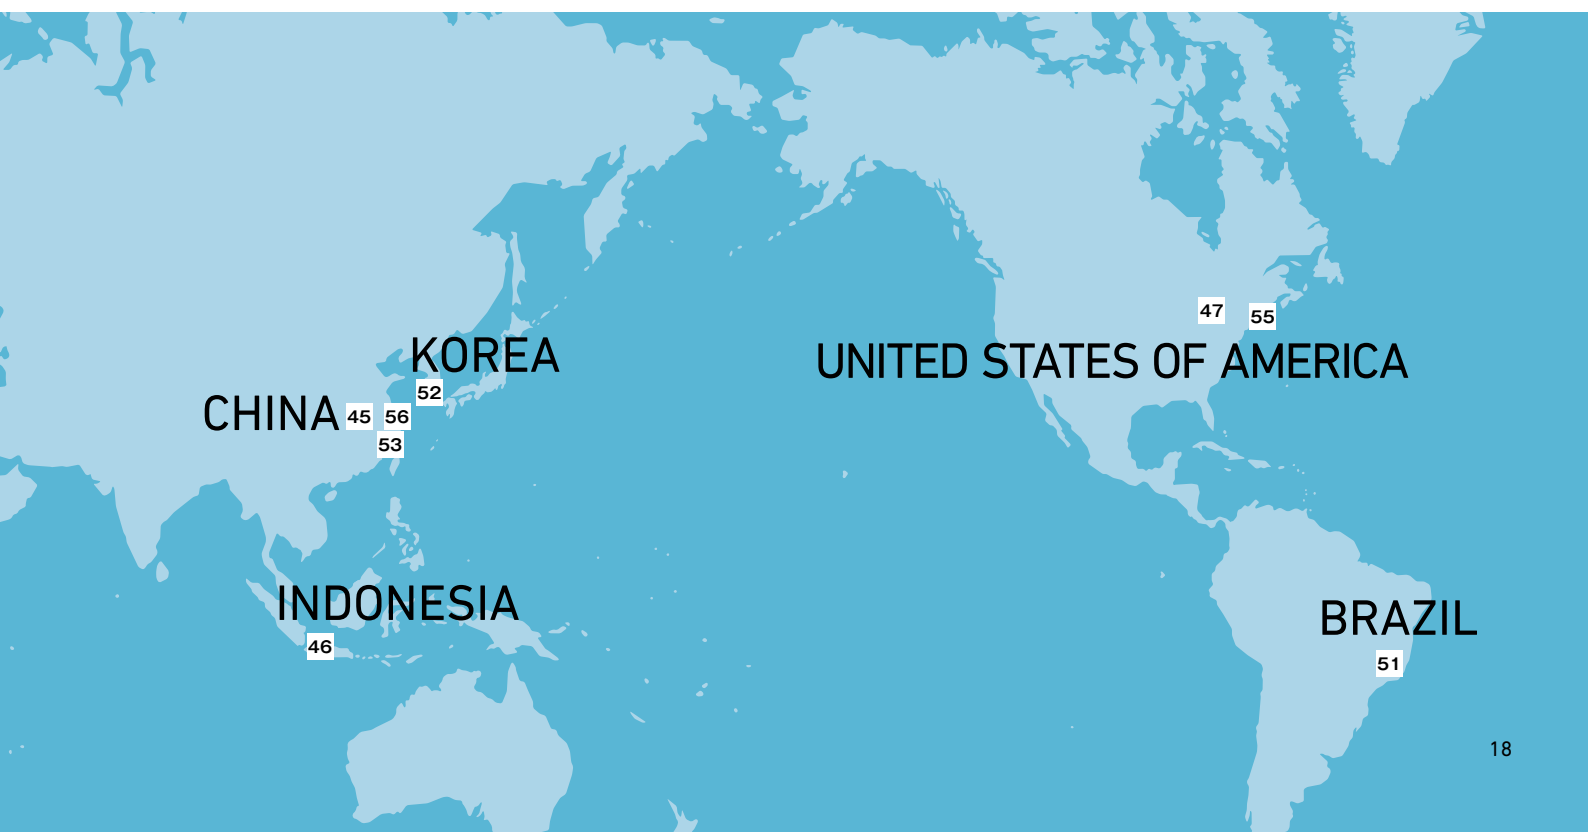 47
55
KOREA
UNITED STATES OF AMERICA
52
CHINA 45 56
53
INDONESIA
46
BRAZIL
51
18